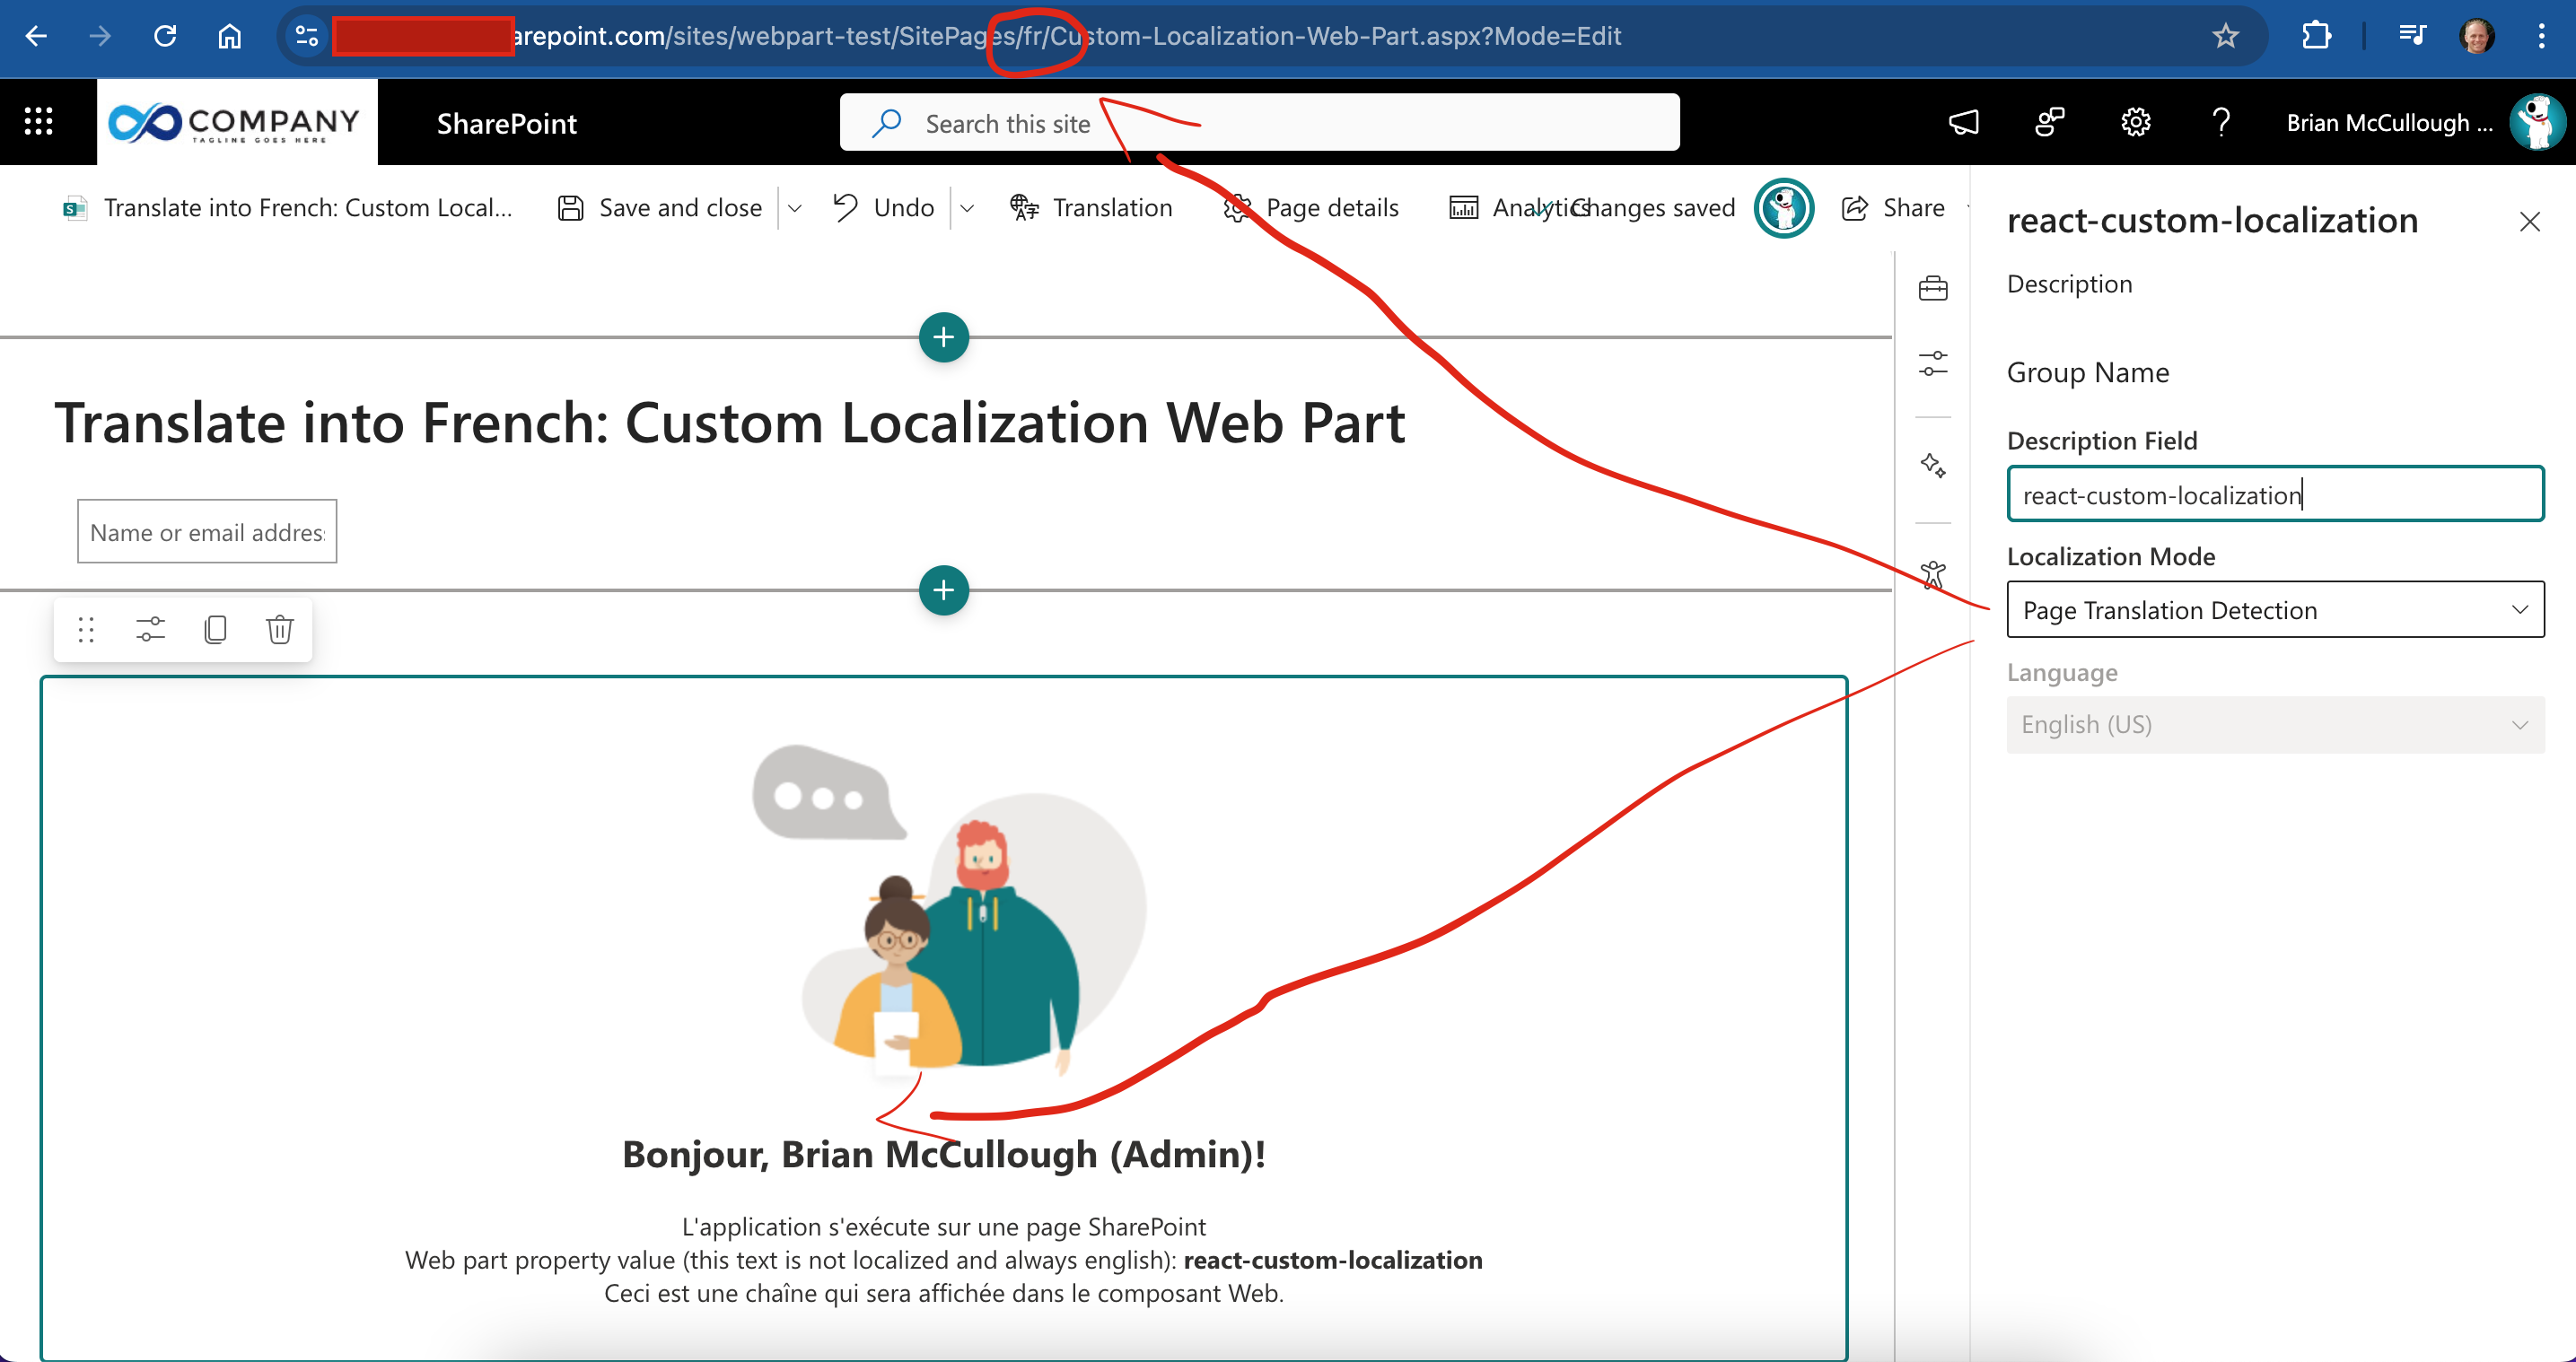 arepoint.com/sites/webpart-test/SitePages/fr/Custom-Localization-Web-Part.aspx?Mode=Edit
COMPANY
TAGLINE GOES HERE
SharePoint
Search this site
Brian McCullough ...
Translate into French: Custom Local...
Save and close
Undo
Translation
Page details
Analytics
Changes saved
Share
Translate into French: Custom Localization Web Part
Name or email addres
Bonjour, Brian McCullough (Admin)!
L'application s'exécute sur une page SharePoint
Web part property value (this text is not localized and always english): react-custom-localization
Ceci est une chaîne qui sera affichée dans le composant Web.
react-custom-localization
Description
Group Name
Description Field
react-custom-localization
Localization Mode
Page Translation Detection
Language
English (US)